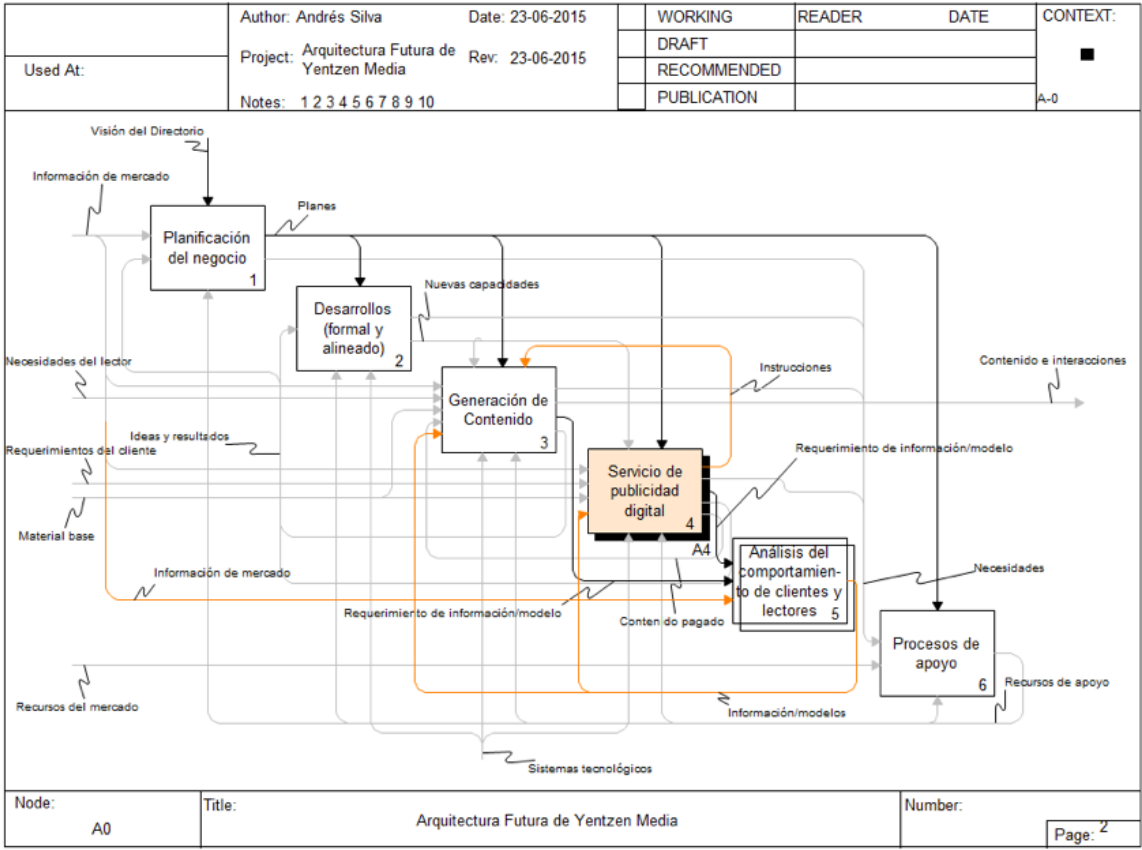 Used At:
Author: Andrés Silva
Date: 23-06-2015
Project: Arquitectura Futura de
Yentzen Media
Rev: 23-06-2015
Notes: 1 2 3 4 5 6 7 8 9 10
WORKING
DRAFT
RECOMMENDED
PUBLICATION
READER
DATE
CONTEXT:
A-0
Visión del Directorio
Información de mercado
Planes
Planificación
del negocio
1
Nuevas capacidades
Desarrollos
(formal y
alineado)
2
Necesidades del lector
Contenido e interacciones
Instrucciones
Generación de
Contenido
3
Ideas y resultados
Requerimientos del cliente
Requerimiento de información/modelo
Servicio de
publicidad
digital
4
A4
Material base
Análisis del
comportamien-
to de clientes y
lectores
5
Información de mercado
Necesidades
Requerimiento de información/modelo
Contenido pagado
Procesos de
apoyo
6
Recursos del mercado
Recursos de apoyo
Información/modelos
Sistemas tecnológicos
Node:
A0
Title:
Arquitectura Futura de Yentzen Media
Number:
Page: 2